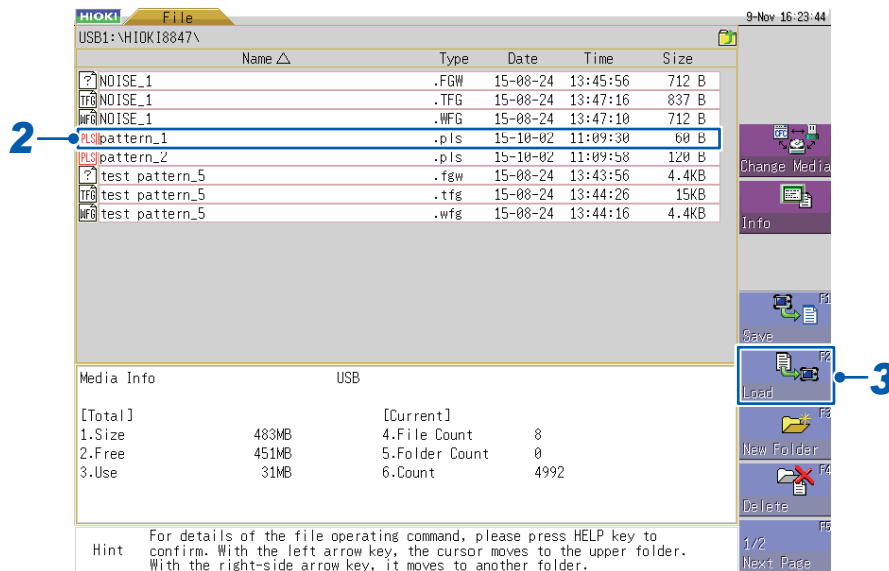 HIOKI File 9-Nov 16:23:44
USB1:\HIOKI8847\
Name △ Type Date Time Size
? NOISE_1 .FGW 15-08-24 13:45:56 712 B
TFG NOISE_1 .TFG 15-08-24 13:47:16 837 B
WFG NOISE_1 .WFG 15-08-24 13:47:10 712 B
2
PLS pattern_1 .pls 15-10-02 11:09:30 60 B
PLS pattern_2 .pls 15-10-02 11:09:58 120 B
? test pattern_5 .fgw 15-08-24 13:43:56 4.4KB
TFG test pattern_5 .tfg 15-08-24 13:44:26 15KB
WFG test pattern_5 .wfg 15-08-24 13:44:16 4.4KB
CFC
Change Media
Info
F1
Save
F2
Load
3
F3
New Folder
F4
Delete
F5
1/2
Next Page
Media Info USB
[Total] [Current]
1.Size 483MB 4.File Count 8
2.Free 451MB 5.Folder Count 0
3.Use 31MB 6.Count 4992
Hint For details of the file operating command, please press HELP key to
confirm. With the left arrow key, the cursor moves to the upper folder.
With the right-side arrow key, it moves to another folder.